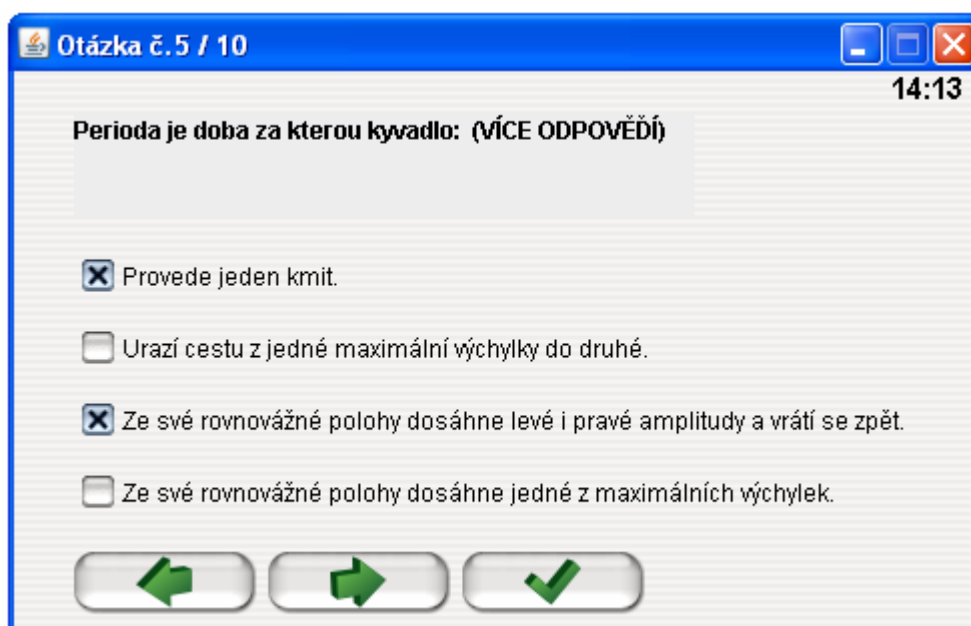 Otázka č.5 / 10
14:13
Perioda je doba za kterou kyvadlo: (VÍCE ODPOVĚĎÍ)
Provede jeden kmit.
Urazí cestu z jedné maximální výchylky do druhé.
Ze své rovnovážné polohy dosáhne levé i pravé amplitudy a vrátí se zpět.
Ze své rovnovážné polohy dosáhne jedné z maximálních výchylek.